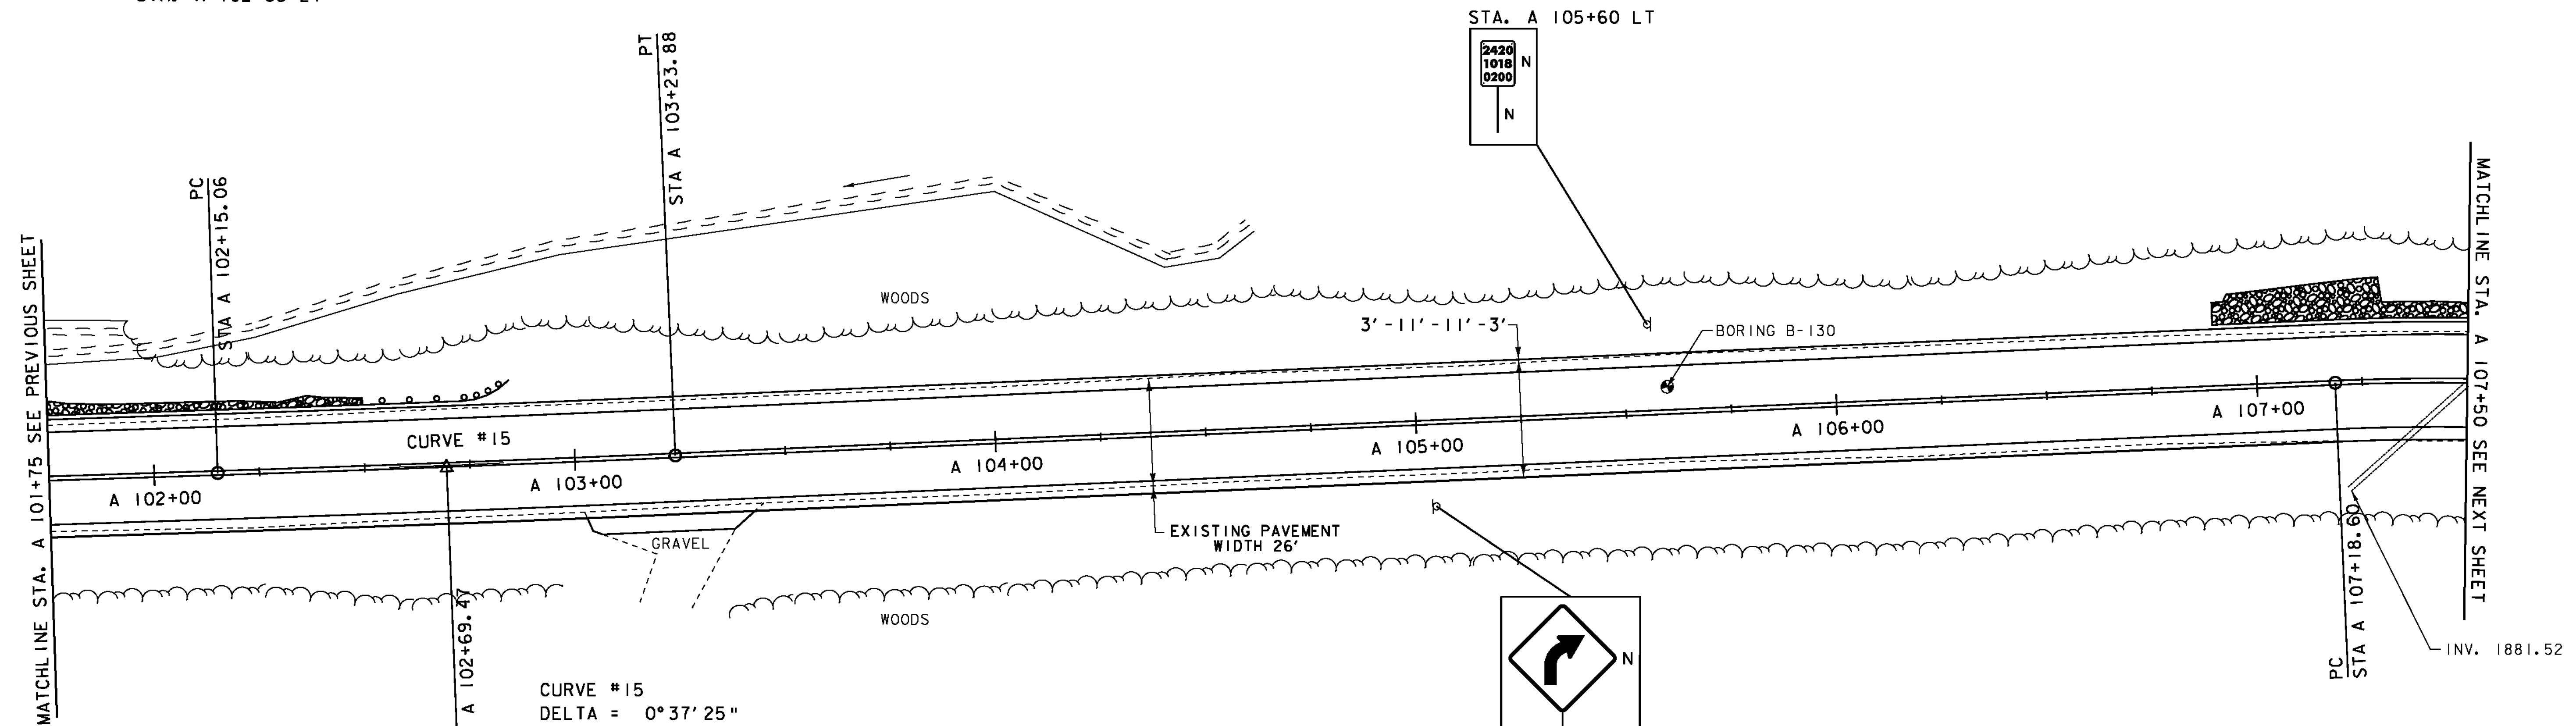 STA. A 105+60 LT
2420
1018
0200
N
N
PT
STA A 103+23.88
PC
STA A 102+15.06
MATCHLINE STA. A 101+75 SEE PREVIOUS SHEET
MATCHLINE STA. A 107+50 SEE NEXT SHEET
WOODS
3'-11'-11'-3'
BORING B-130
CURVE #15
A 102+00
A 103+00
A 104+00
A 105+00
A 106+00
A 107+00
GRAVEL
EXISTING PAVEMENT
WIDTH 26'
WOODS
A 102+69.47
PC
STA A 107+18.60
INV. 1881.52
N
CURVE #15
DELTA = 0°37'25"